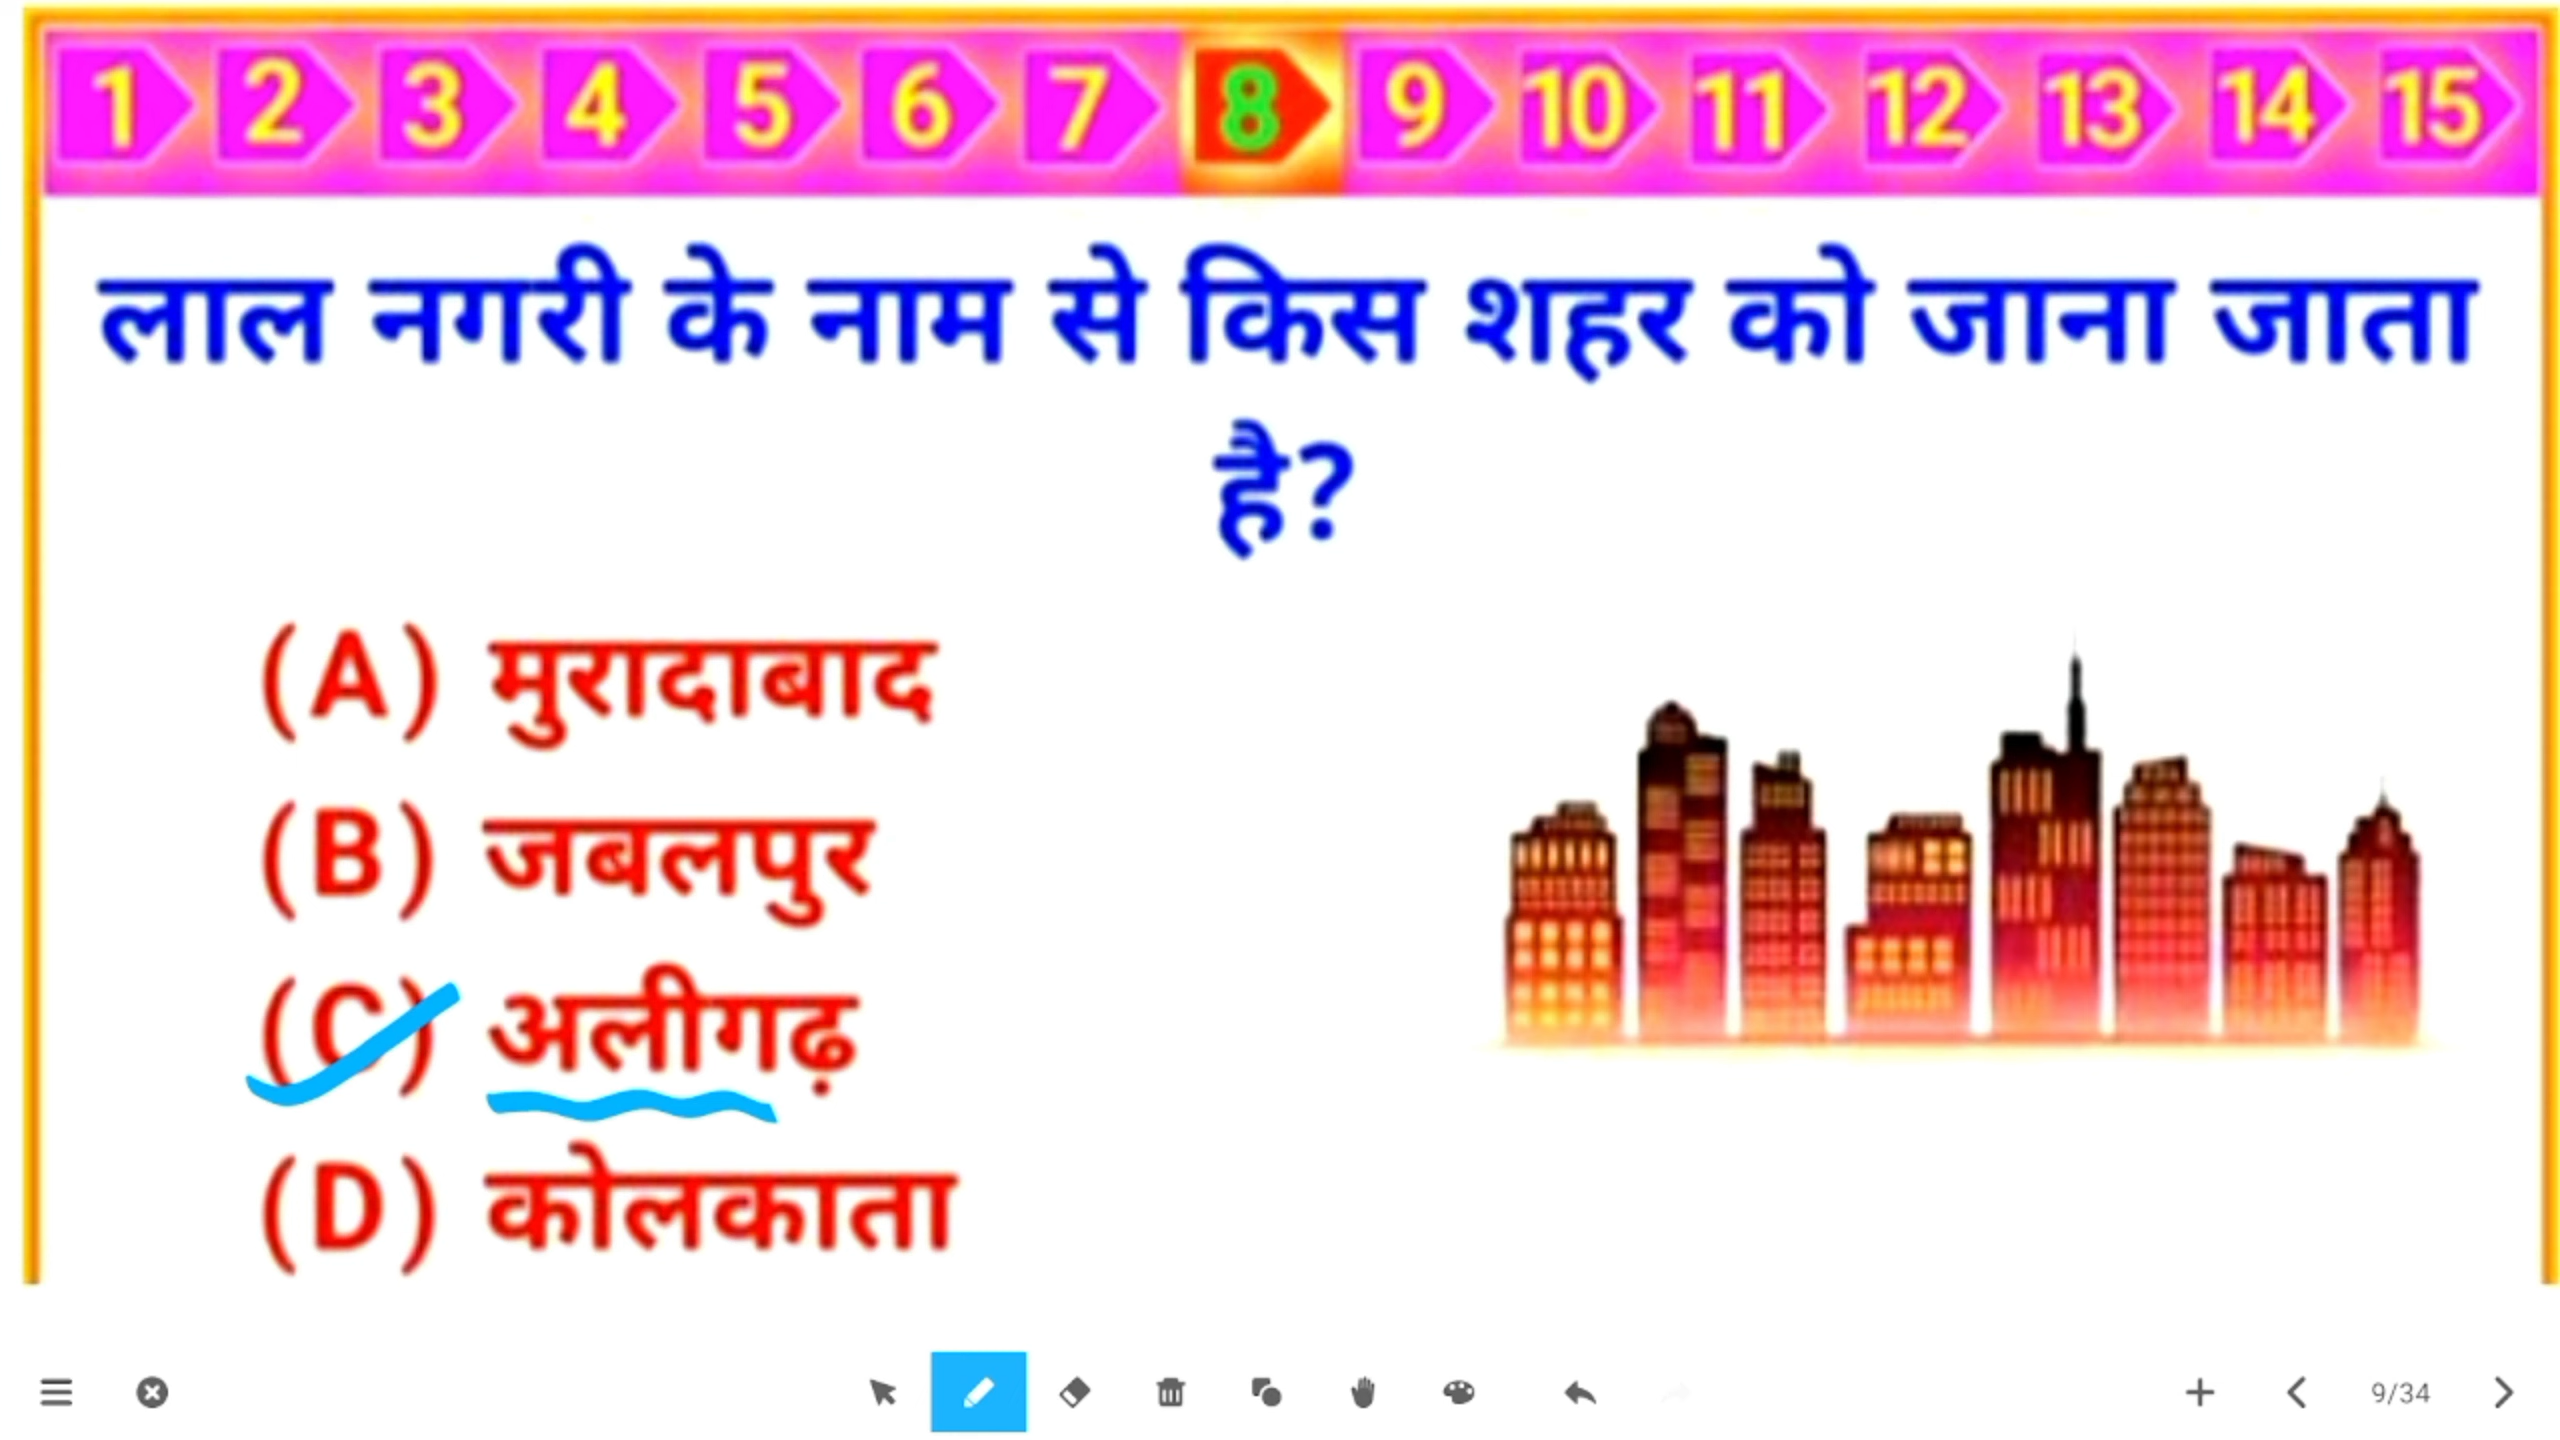 1 2 3 4 5 6 7 8 9 10 11 12 13 14 15
लाल नगरी के नाम से किस शहर को जाना जाता
है?
(A) मुरादाबाद
(B) जबलपुर
(C) अलीगढ़
(D) कोलकाता
9/34